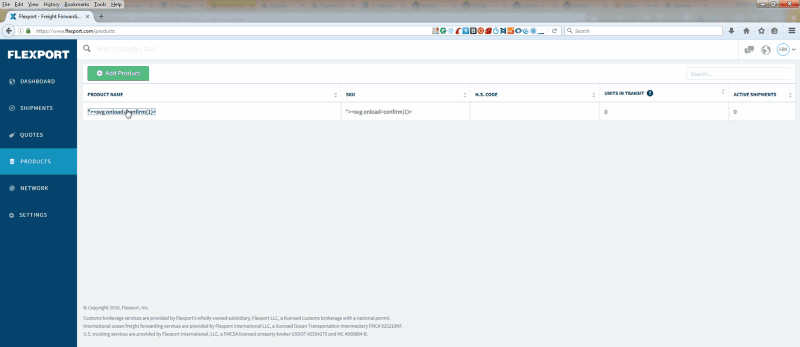 File Edit View History Bookmarks Tools Help
Flexport - Freight Forwardi...
https://www.flexport.com/products
Search
FLEXPORT
Search supply chain
HM
DASHBOARD
SHIPMENTS
QUOTES
PRODUCTS
NETWORK
SETTINGS
Add Product
Search...
PRODUCT NAME SKU H.S. CODE UNITS IN TRANSIT ? ACTIVE SHIPMENTS
"><svg onload=confirm(1)> "><svg onload=confirm(1)> 0 0
© Copyright 2016, Flexport, Inc.
Customs brokerage services are provided by Flexport's wholly-owned subsidiary, Flexport LLC, a licensed customs brokerage with a national permit.
International ocean freight forwarding services are provided by Flexport International LLC, a licensed Ocean Transportation Intermediary FMC# 025219NF.
U.S. trucking services are provided by Flexport International, LLC, a FMCSA licensed property broker USDOT #2594279 and MC #906604-B.